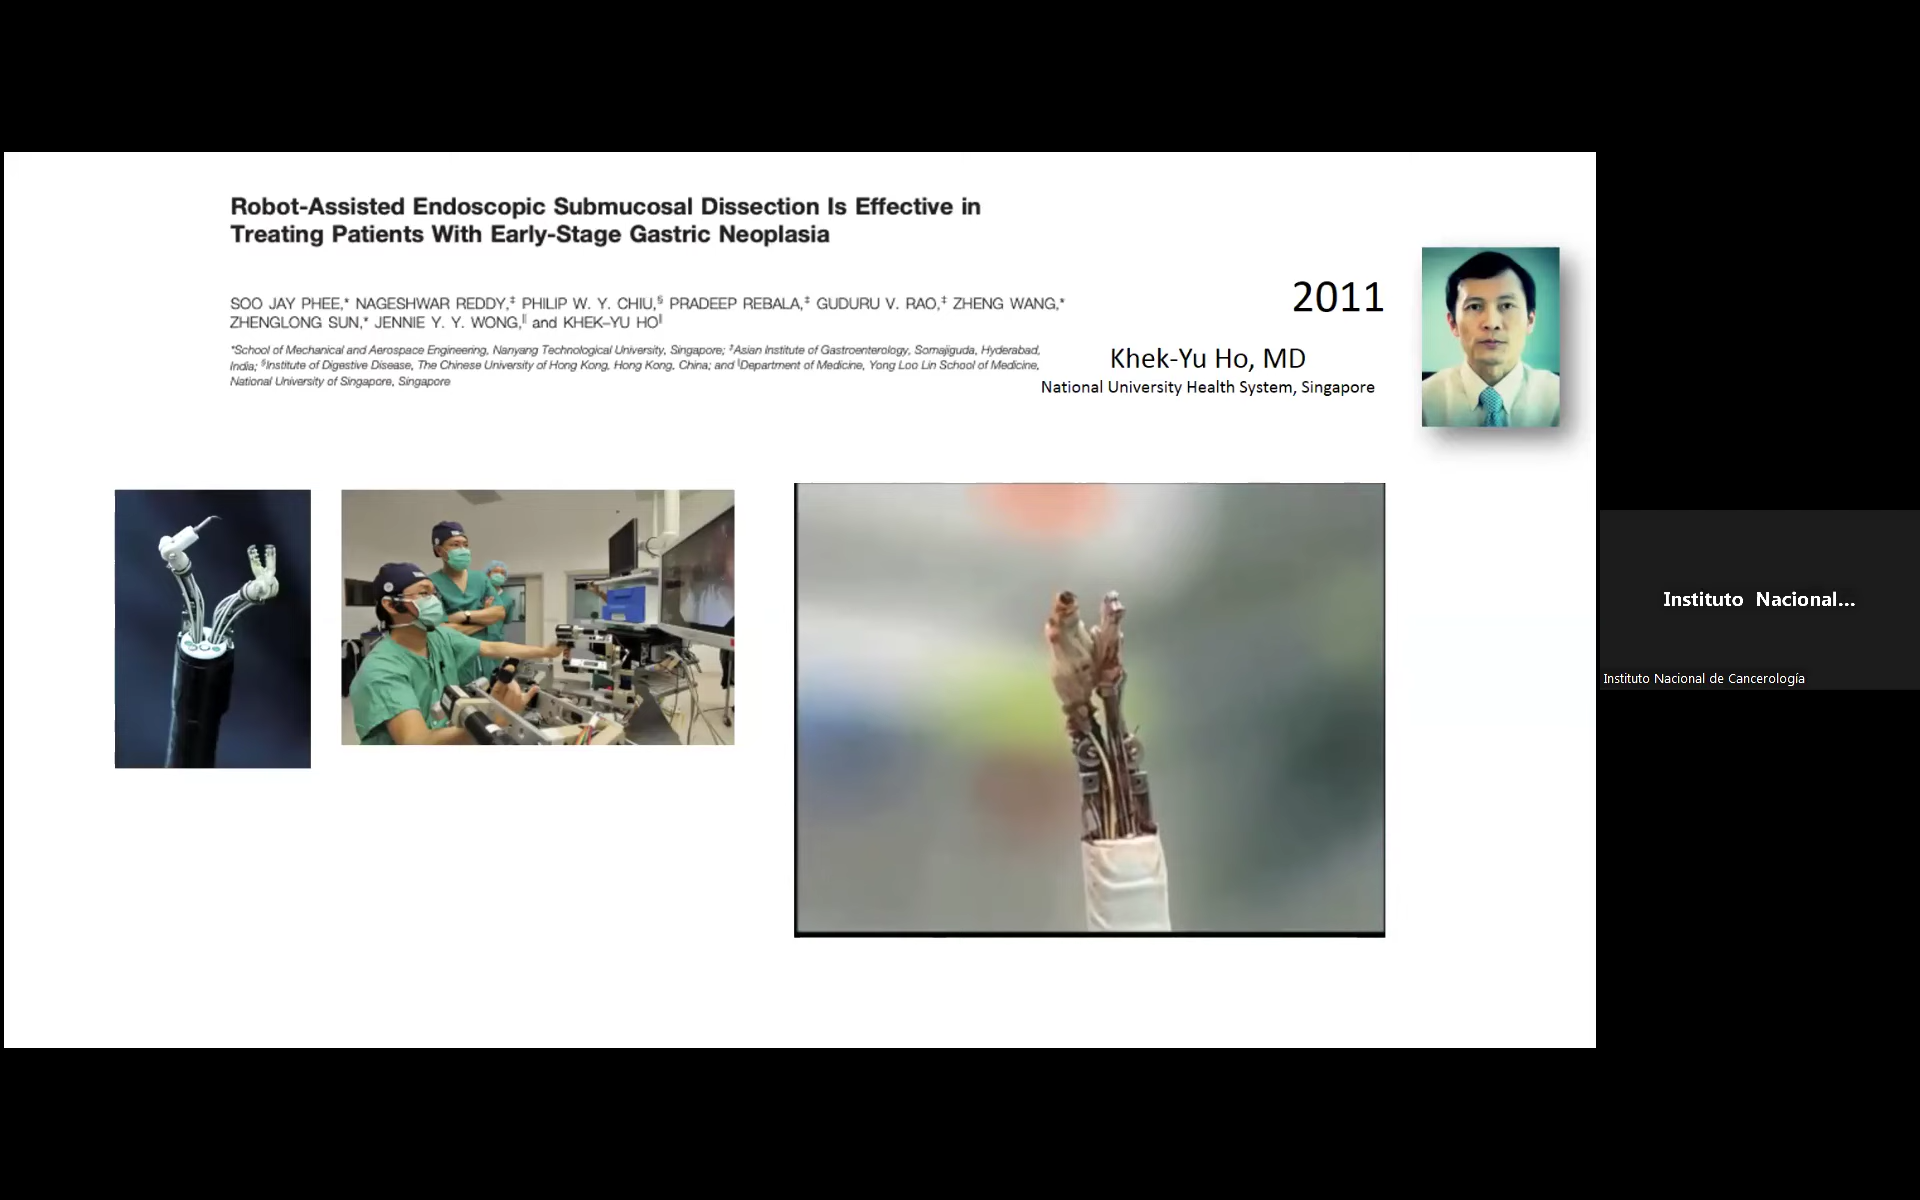 Robot-Assisted Endoscopic Submucosal Dissection Is Effective in
Treating Patients With Early-Stage Gastric Neoplasia
SOO JAY PHEE,* NAGESHWAR REDDY,‡ PHILIP W. Y. CHIU,§ PRADEEP REBALA,‡ GUDURU V. RAO,‡ ZHENG WANG,*
ZHENGLONG SUN,* JENNIE Y. Y. WONG,‖ and KHEK–YU HO‖
*School of Mechanical and Aerospace Engineering, Nanyang Technological University, Singapore; ‡Asian Institute of Gastroenterology, Somajiguda, Hyderabad,
India; §Institute of Digestive Disease, The Chinese University of Hong Kong, Hong Kong, China; and ‖Department of Medicine, Yong Loo Lin School of Medicine,
National University of Singapore, Singapore
2011
Khek-Yu Ho, MD
National University Health System, Singapore
Instituto Nacional...
Instituto Nacional de Cancerología